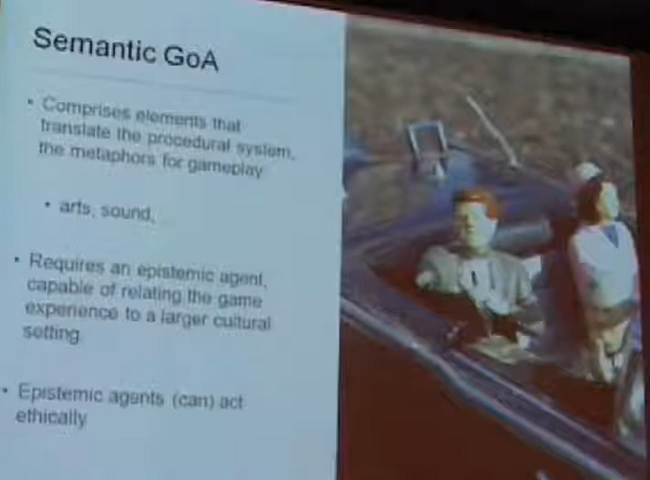 Semantic GoA
• Comprises elements that
translate the procedural system,
the metaphors for gameplay
• arts, sound,
• Requires an epistemic agent,
capable of relating the game
experience to a larger cultural
setting
• Epistemic agents (can) act
ethically